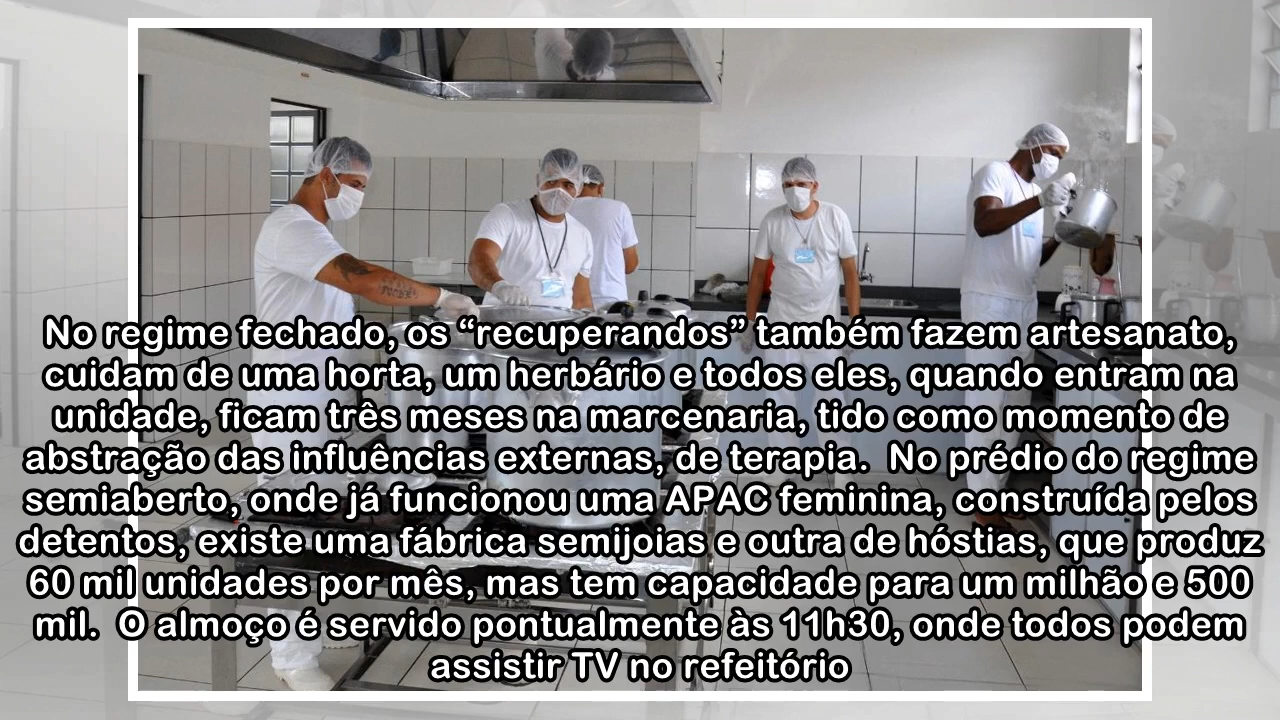 No regime fechado, os “recuperandos” também fazem artesanato,
cuidam de uma horta, um herbário e todos eles, quando entram na
unidade, ficam três meses na marcenaria, tido como momento de
abstração das influências externas, de terapia.  No prédio do regime
semiaberto, onde já funcionou uma APAC feminina, construída pelos
detentos, existe uma fábrica semijoias e outra de hóstias, que produz
60 mil unidades por mês, mas tem capacidade para um milhão e 500
mil.  O almoço é servido pontualmente às 11h30, onde todos podem
assistir TV no refeitório